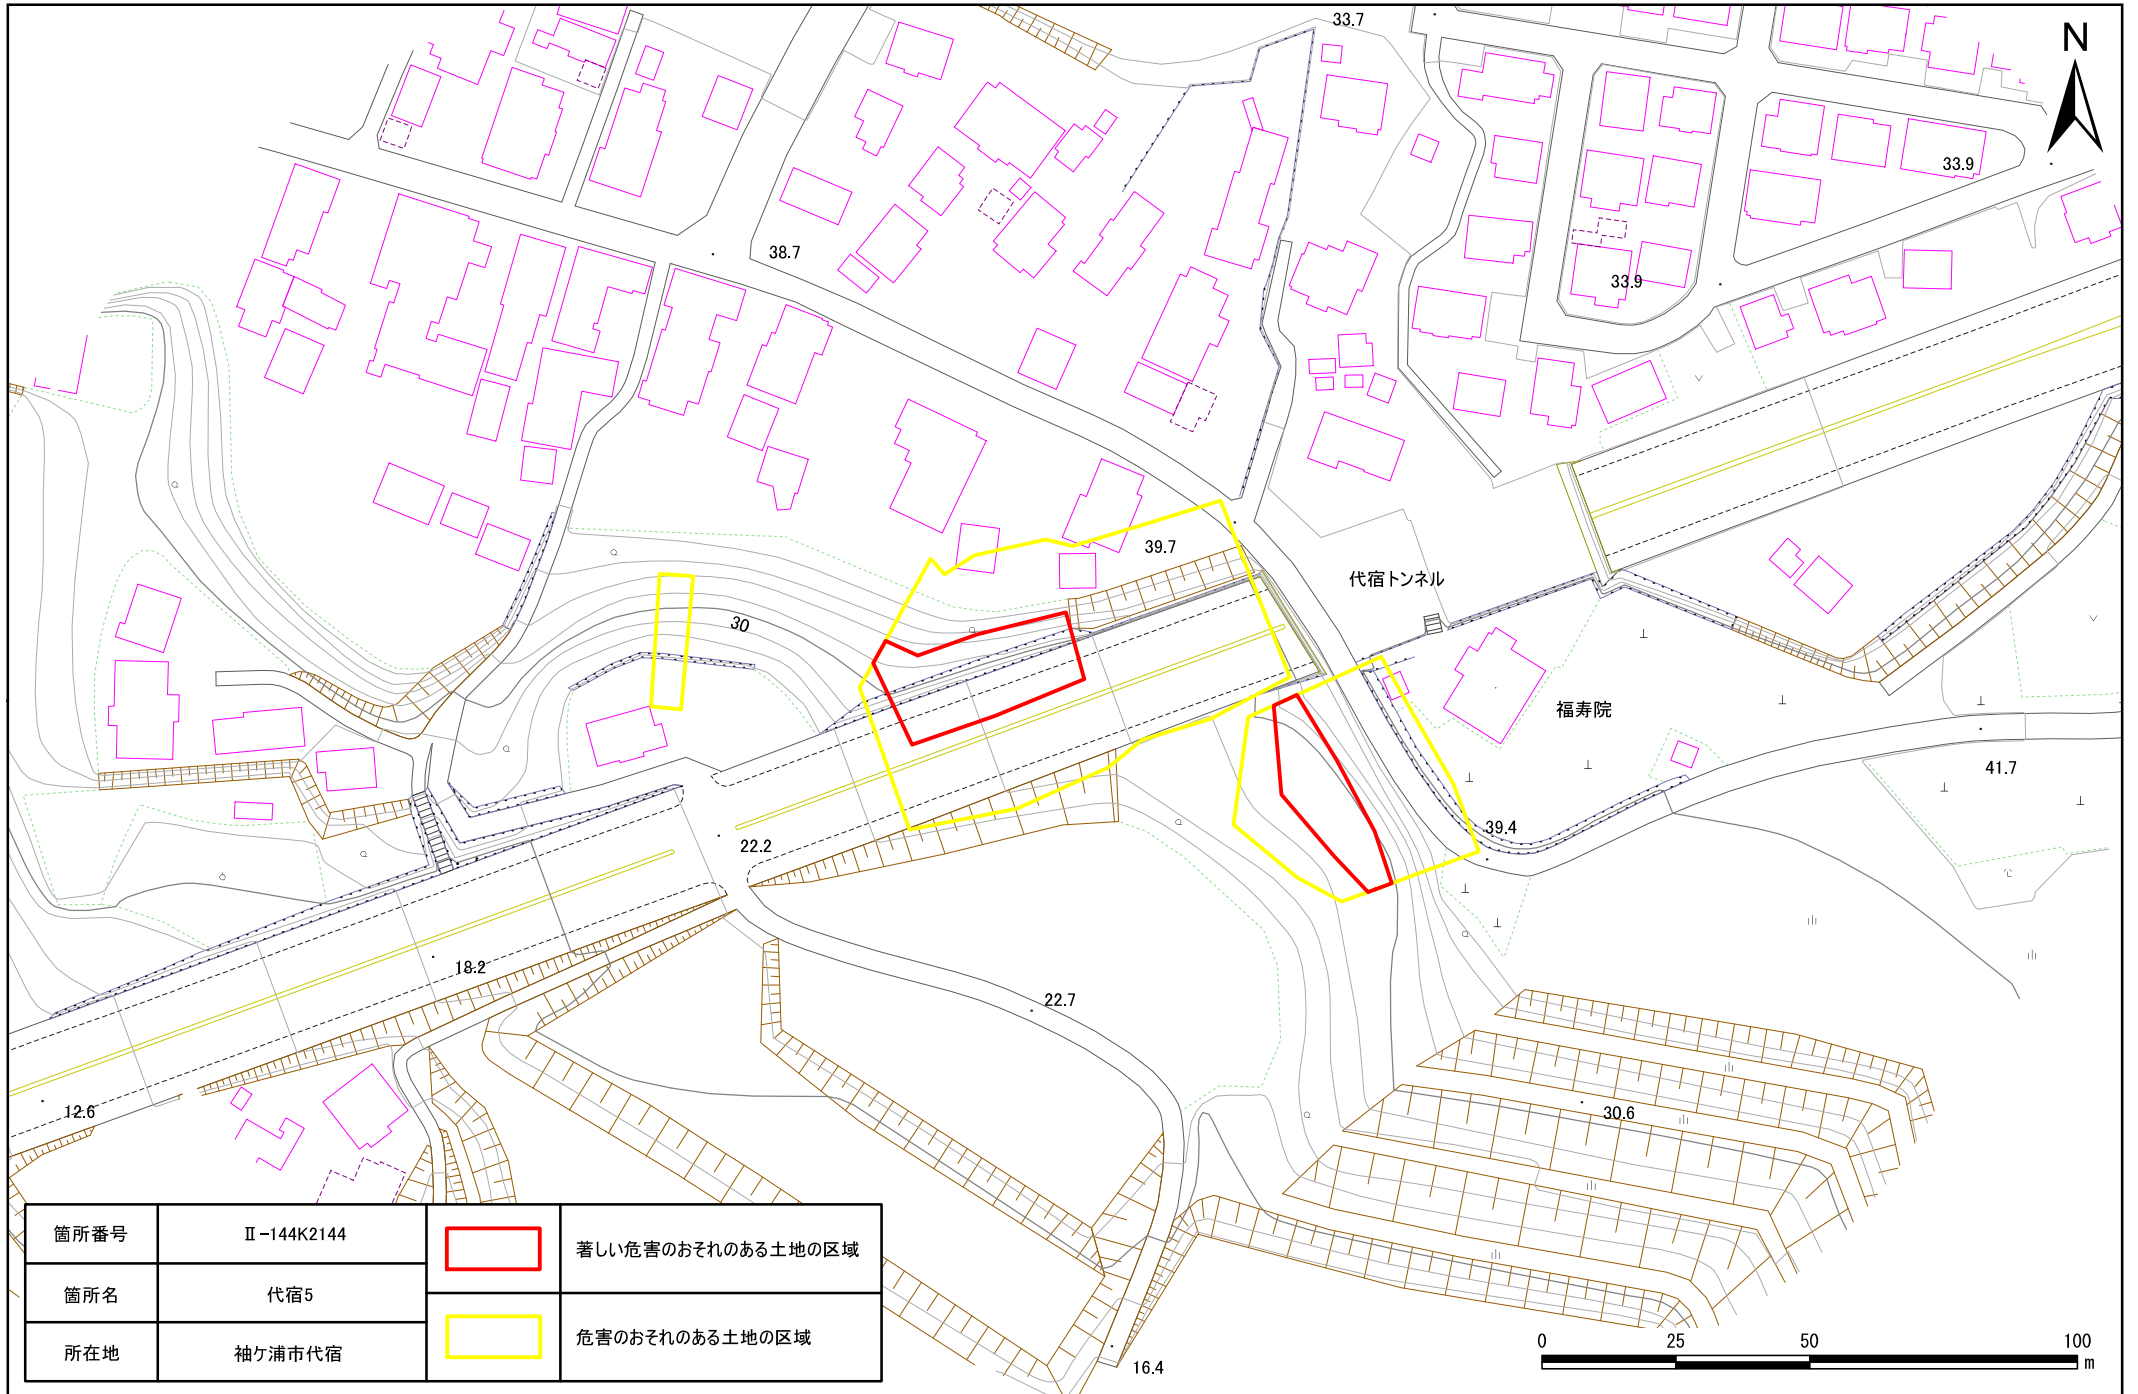 33.7
N
33.9
38.7
33.9
39.7
代宿トンネル
30
福寿院
41.7
39.4
22.2
18.2
22.7
12.6
30.6
箇所番号 Ⅱ-144K2144
著しい危害のおそれのある土地の区域
箇所名 代宿5
危害のおそれのある土地の区域
所在地 袖ケ浦市代宿
0 25 50 100
m
16.4